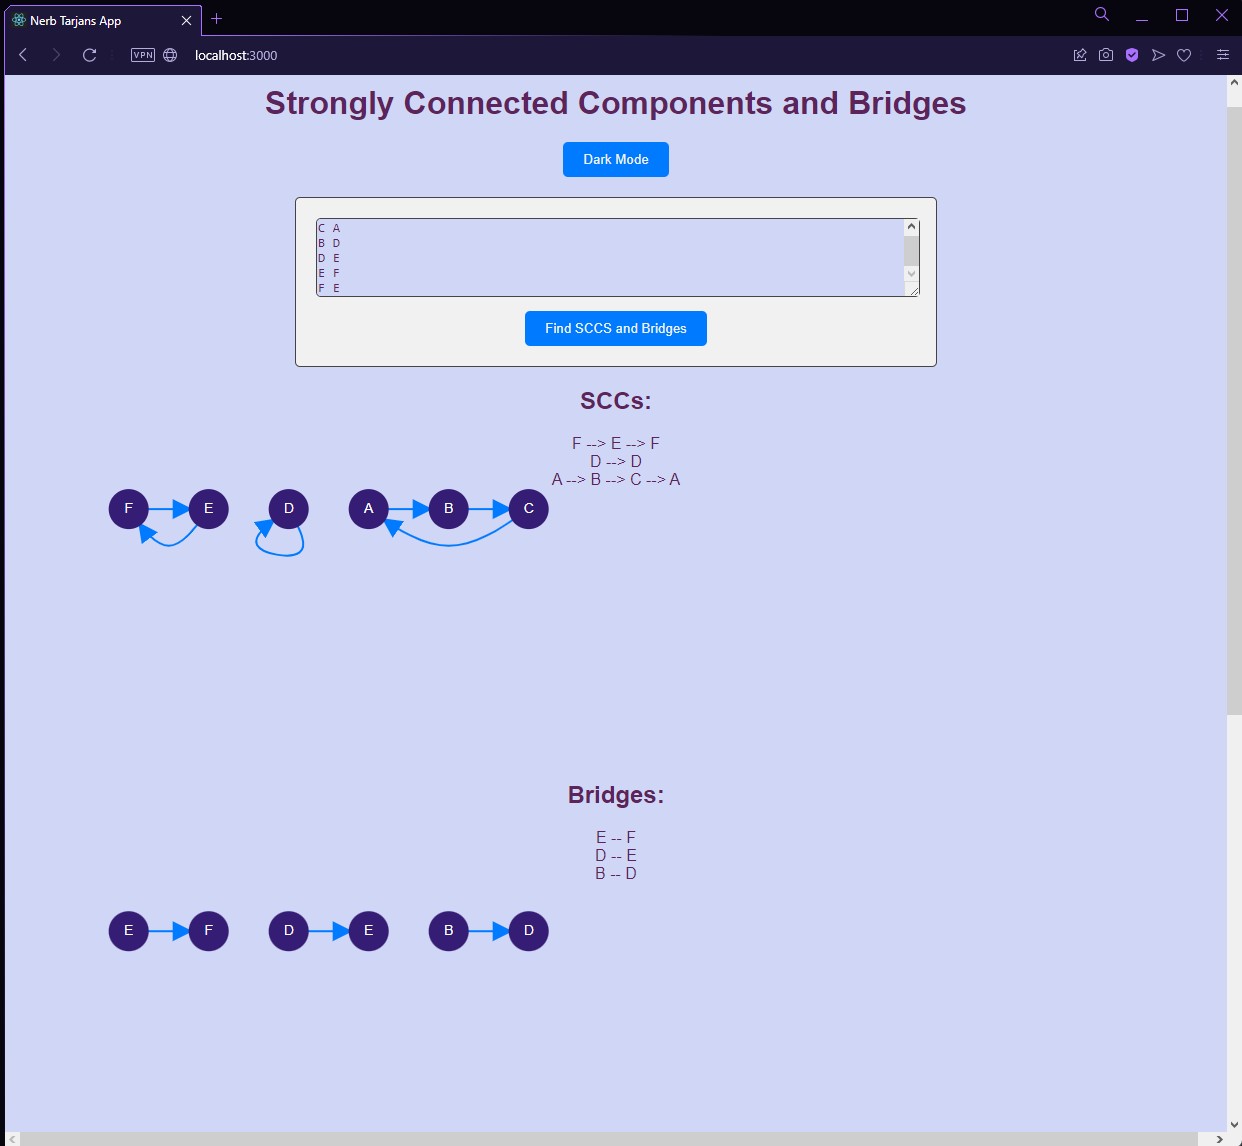 Nerb Tarjans App
VPN localhost:3000
Strongly Connected Components and Bridges
Dark Mode
C A
B D
D E
E F
F E
Find SCCS and Bridges
SCCs:
F --> E --> F
D --> D
A --> B --> C --> A
F E D A B C
Bridges:
E -- F
D -- E
B -- D
E F D E B D